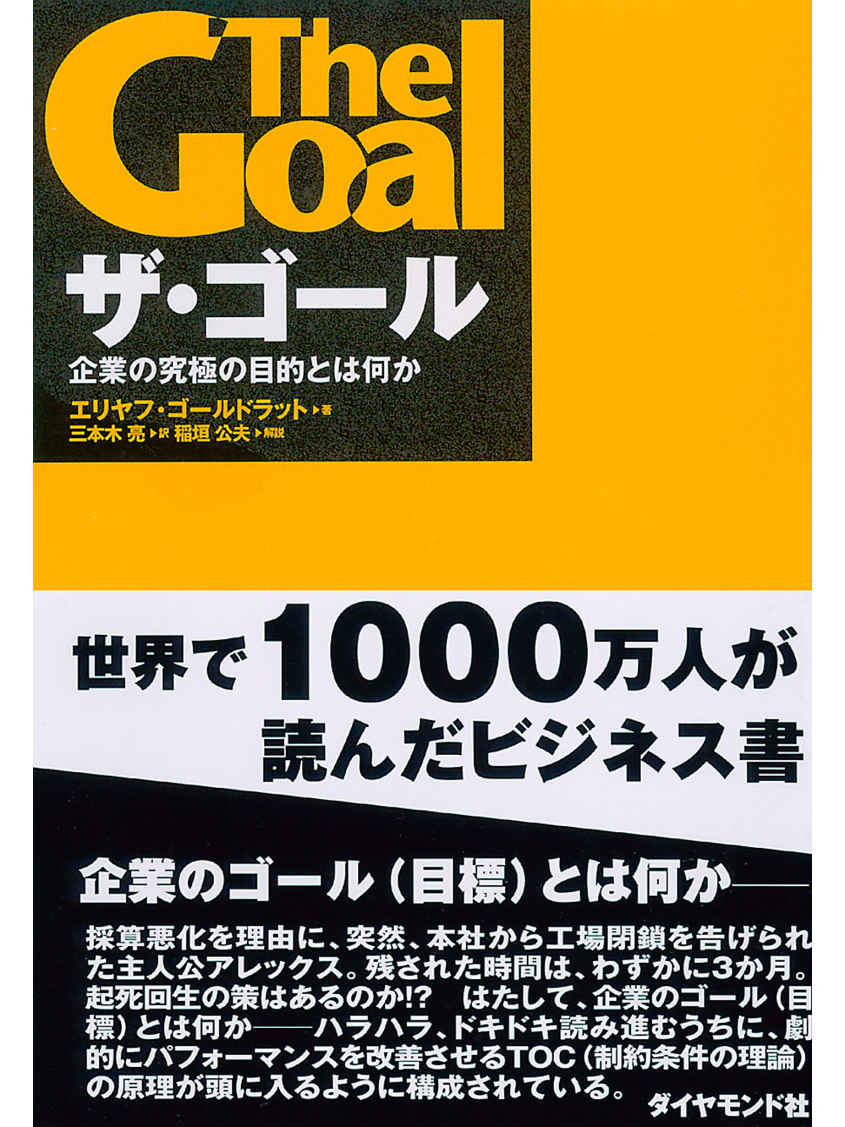 The
Goal
ザ・ゴール
企業の究極の目的とは何か
エリヤフ・ゴールドラット▶著
三本木 亮▶訳 稲垣 公夫▶解説
世界で1000万人が
読んだビジネス書
企業のゴール（目標）とは何か──
採算悪化を理由に、突然、本社から工場閉鎖を告げられ
た主人公アレックス。残された時間は、わずかに3か月。
起死回生の策はあるのか!?　はたして、企業のゴール（目
標）とは何か──ハラハラ、ドキドキ読み進むうちに、劇
的にパフォーマンスを改善させるTOC（制約条件の理論）
の原理が頭に入るように構成されている。
ダイヤモンド社